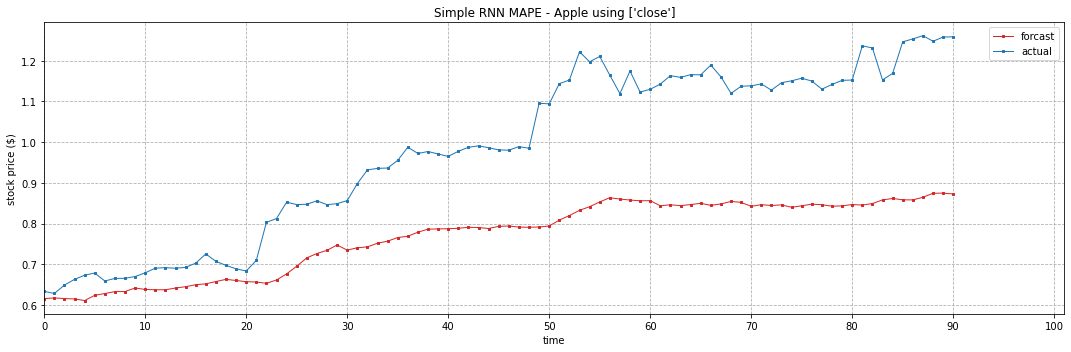 Simple RNN MAPE - Apple using ['close']
forcast
actual
stock price ($)
1.2
1.1
1.0
0.9
0.8
0.7
0.6
0 10 20 30 40 50 60 70 80 90 100
time